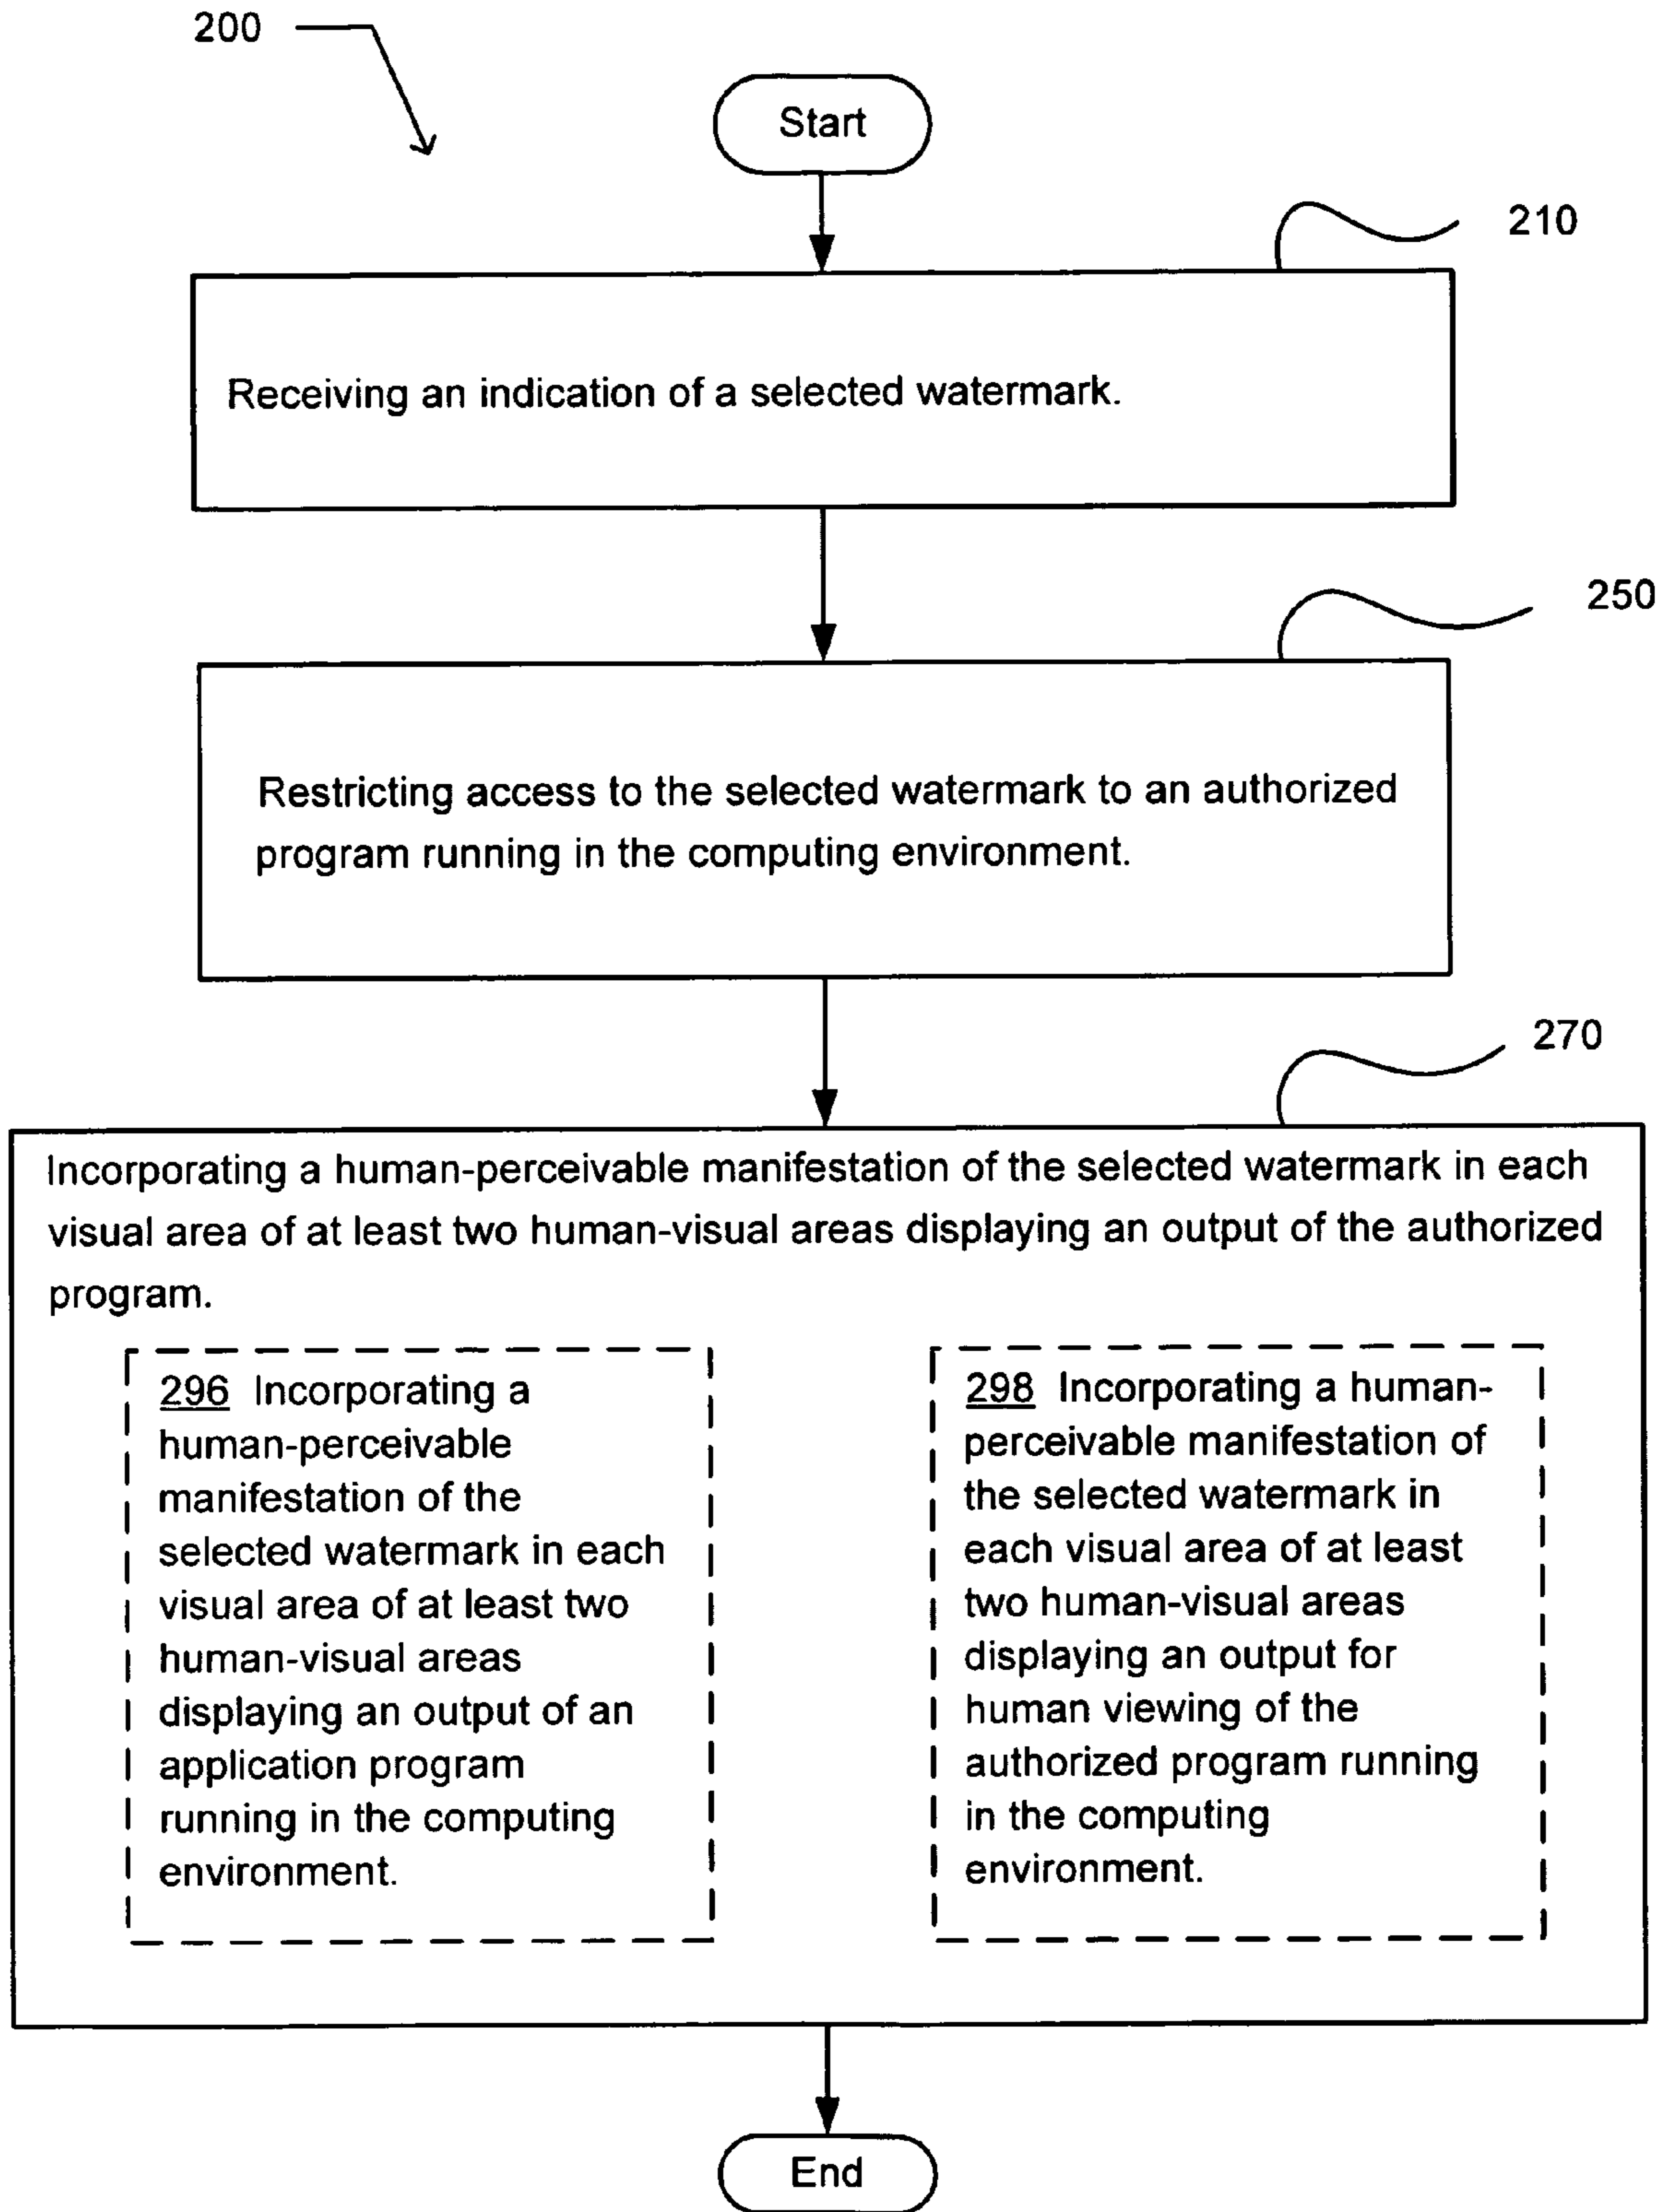 200
Start
210
Receiving an indication of a selected watermark.
250
Restricting access to the selected watermark to an authorized
program running in the computing environment.
270
Incorporating a human-perceivable manifestation of the selected watermark in each
visual area of at least two human-visual areas displaying an output of the authorized
program.
296 Incorporating a
human-perceivable
manifestation of the
selected watermark in each
visual area of at least two
human-visual areas
displaying an output of an
application program
running in the computing
environment.
298 Incorporating a human-
perceivable manifestation of
the selected watermark in
each visual area of at least
two human-visual areas
displaying an output for
human viewing of the
authorized program running
in the computing
environment.
End